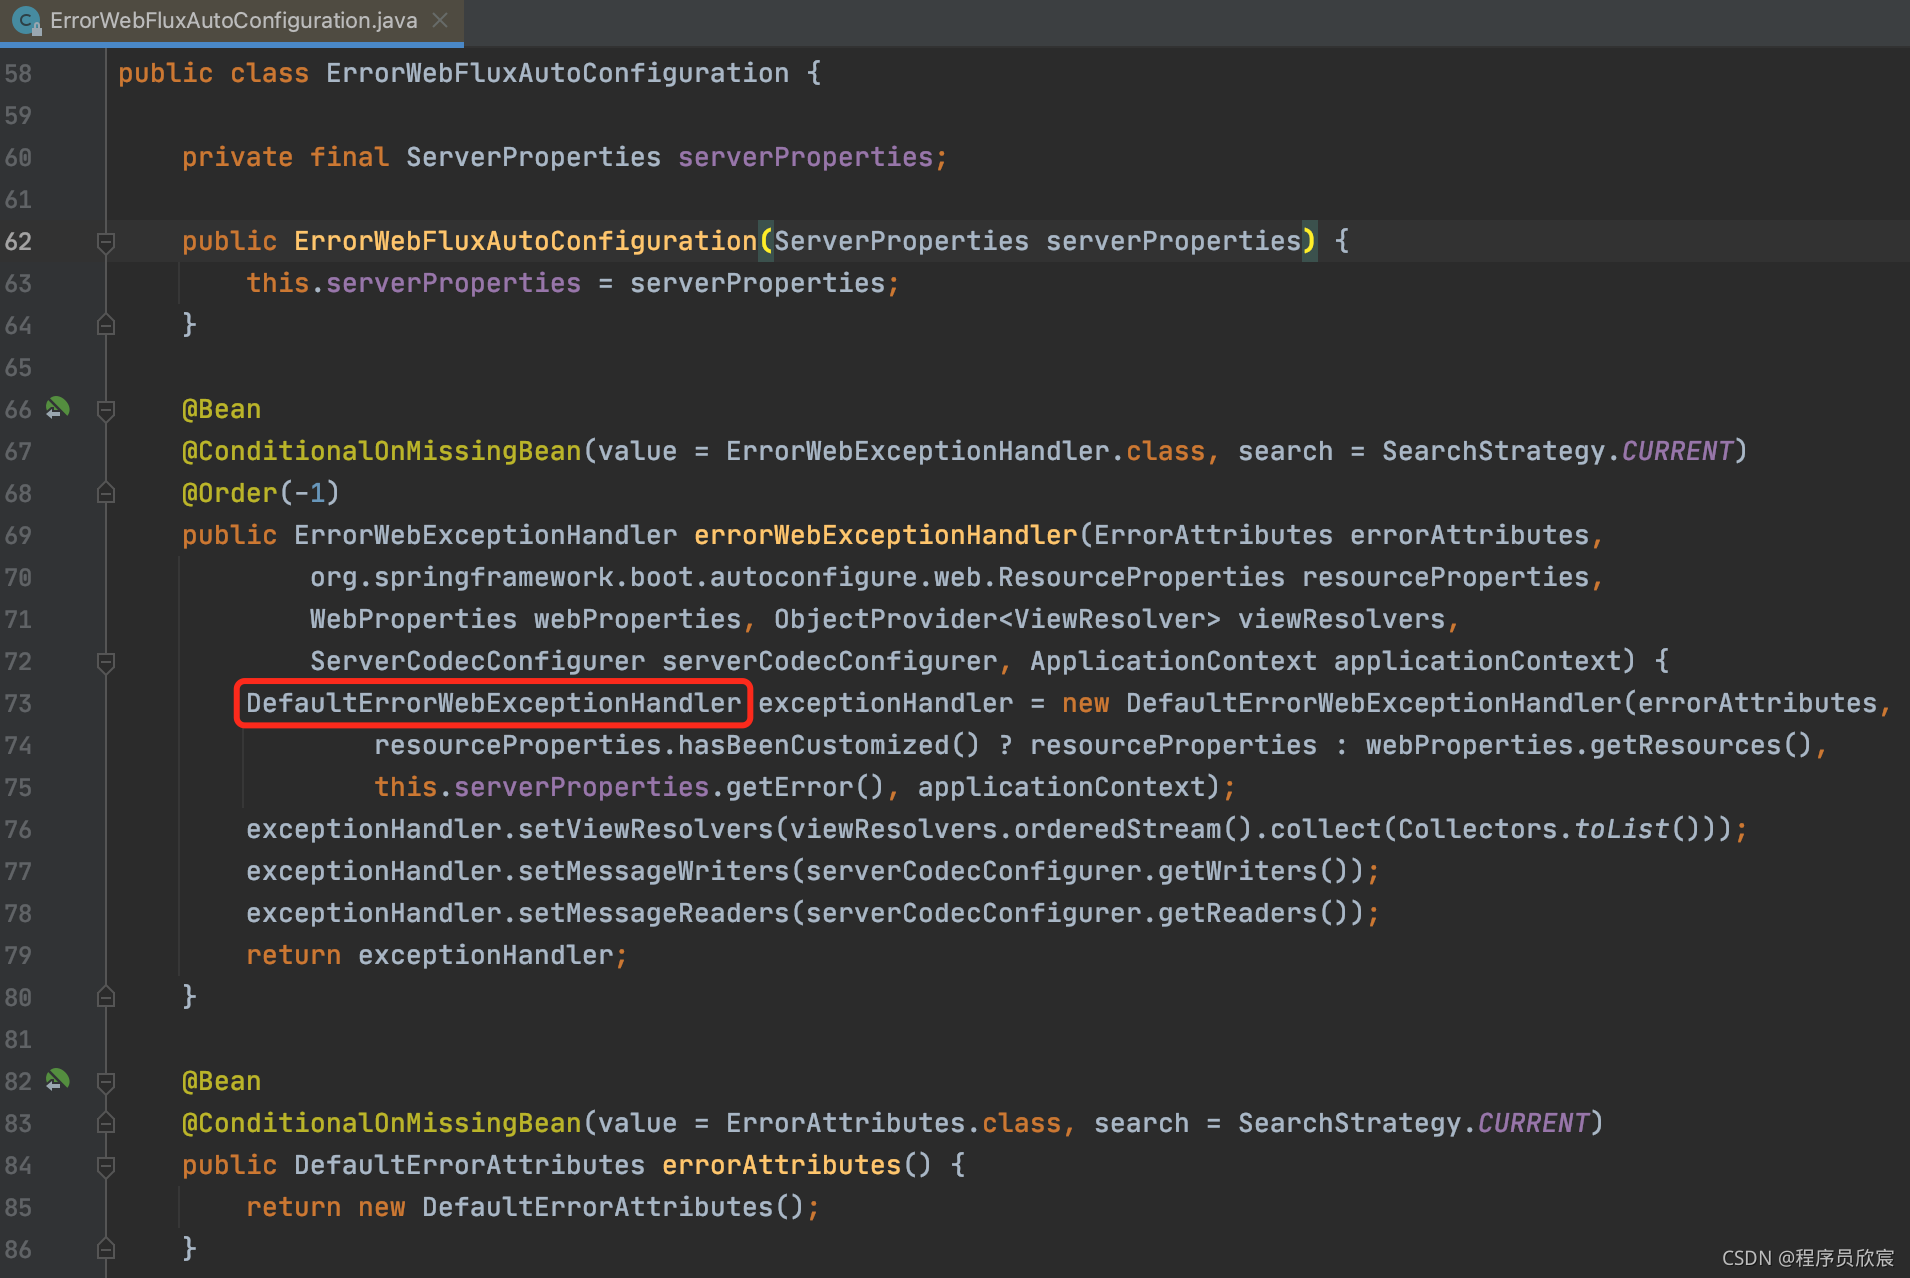 ErrorWebFluxAutoConfiguration.java
58 public class ErrorWebFluxAutoConfiguration {
59
60 private final ServerProperties serverProperties;
61
62 public ErrorWebFluxAutoConfiguration(ServerProperties serverProperties) {
63 this.serverProperties = serverProperties;
64 }
65
66 @Bean
67 @ConditionalOnMissingBean(value = ErrorWebExceptionHandler.class, search = SearchStrategy.CURRENT)
68 @Order(-1)
69 public ErrorWebExceptionHandler errorWebExceptionHandler(ErrorAttributes errorAttributes,
70 org.springframework.boot.autoconfigure.web.ResourceProperties resourceProperties,
71 WebProperties webProperties, ObjectProvider<ViewResolver> viewResolvers,
72 ServerCodecConfigurer serverCodecConfigurer, ApplicationContext applicationContext) {
73 DefaultErrorWebExceptionHandler exceptionHandler = new DefaultErrorWebExceptionHandler(errorAttributes,
74 resourceProperties.hasBeenCustomized() ? resourceProperties : webProperties.getResources(),
75 this.serverProperties.getError(), applicationContext);
76 exceptionHandler.setViewResolvers(viewResolvers.orderedStream().collect(Collectors.toList()));
77 exceptionHandler.setMessageWriters(serverCodecConfigurer.getWriters());
78 exceptionHandler.setMessageReaders(serverCodecConfigurer.getReaders());
79 return exceptionHandler;
80 }
81
82 @Bean
83 @ConditionalOnMissingBean(value = ErrorAttributes.class, search = SearchStrategy.CURRENT)
84 public DefaultErrorAttributes errorAttributes() {
85 return new DefaultErrorAttributes();
86 }
CSDN @程序员欣宸